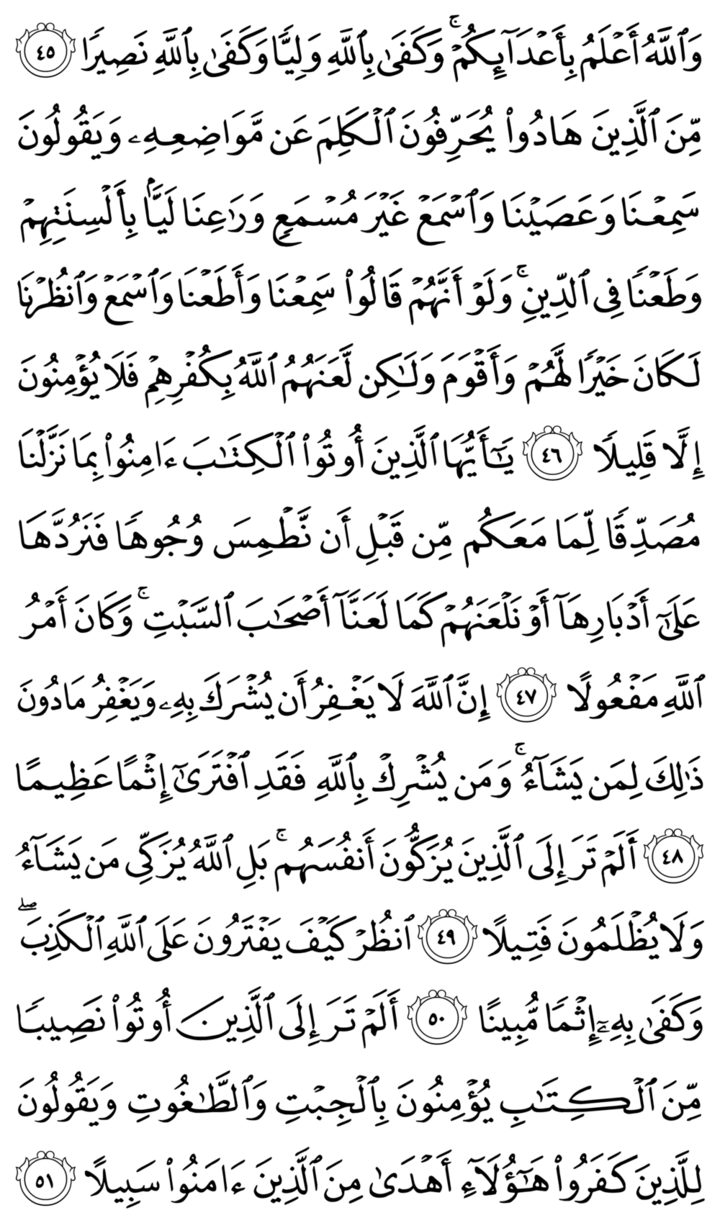 وَٱللَّهُ أَعۡلَمُ بِأَعۡدَآئِكُمۡۚ وَكَفَىٰ بِٱللَّهِ وَلِيّٗا وَكَفَىٰ بِٱللَّهِ نَصِيرٗا ٤٥
مِّنَ ٱلَّذِينَ هَادُواْ يُحَرِّفُونَ ٱلۡكَلِمَ عَن مَّوَاضِعِهِۦ وَيَقُولُونَ
سَمِعۡنَا وَعَصَيۡنَا وَٱسۡمَعۡ غَيۡرَ مُسۡمَعٖ وَرَٰعِنَا لَيَّۢا بِأَلۡسِنَتِهِمۡ
وَطَعۡنٗا فِي ٱلدِّينِۚ وَلَوۡ أَنَّهُمۡ قَالُواْ سَمِعۡنَا وَأَطَعۡنَا وَٱسۡمَعۡ وَٱنظُرۡنَا
لَكَانَ خَيۡرٗا لَّهُمۡ وَأَقۡوَمَ وَلَٰكِن لَّعَنَهُمُ ٱللَّهُ بِكُفۡرِهِمۡ فَلَا يُؤۡمِنُونَ
إِلَّا قَلِيلٗا ٤٦ يَٰٓأَيُّهَا ٱلَّذِينَ أُوتُواْ ٱلۡكِتَٰبَ ءَامِنُواْ بِمَا نَزَّلۡنَا
مُصَدِّقٗا لِّمَا مَعَكُم مِّن قَبۡلِ أَن نَّطۡمِسَ وُجُوهٗا فَنَرُدَّهَا
عَلَىٰٓ أَدۡبَارِهَآ أَوۡ نَلۡعَنَهُمۡ كَمَا لَعَنَّآ أَصۡحَٰبَ ٱلسَّبۡتِۚ وَكَانَ أَمۡرُ
ٱللَّهِ مَفۡعُولًا ٤٧ إِنَّ ٱللَّهَ لَا يَغۡفِرُ أَن يُشۡرَكَ بِهِۦ وَيَغۡفِرُ مَا دُونَ
ذَٰلِكَ لِمَن يَشَآءُۚ وَمَن يُشۡرِكۡ بِٱللَّهِ فَقَدِ ٱفۡتَرَىٰٓ إِثۡمًا عَظِيمًا
٤٨ أَلَمۡ تَرَ إِلَى ٱلَّذِينَ يُزَكُّونَ أَنفُسَهُمۚ بَلِ ٱللَّهُ يُزَكِّي مَن يَشَآءُ
وَلَا يُظۡلَمُونَ فَتِيلًا ٤٩ ٱنظُرۡ كَيۡفَ يَفۡتَرُونَ عَلَى ٱللَّهِ ٱلۡكَذِبَۖ
وَكَفَىٰ بِهِۦٓ إِثۡمٗا مُّبِينًا ٥٠ أَلَمۡ تَرَ إِلَى ٱلَّذِينَ أُوتُواْ نَصِيبٗا
مِّنَ ٱلۡكِتَٰبِ يُؤۡمِنُونَ بِٱلۡجِبۡتِ وَٱلطَّٰغُوتِ وَيَقُولُونَ
لِلَّذِينَ كَفَرُواْ هَٰٓؤُلَآءِ أَهۡدَىٰ مِنَ ٱلَّذِينَ ءَامَنُواْ سَبِيلًا ٥١